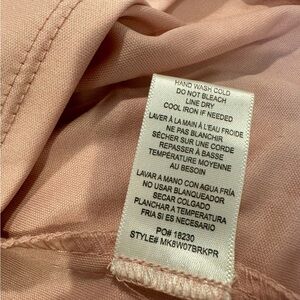 HAND WASH COLD
DO NOT BLEACH
LINE DRY
COOL IRON IF NEEDED
LAVER À LA MAIN À L'EAU FROIDE
NE PAS BLANCHIR
SÉCHER SUR UNE CORDE
REPASSER À BASSE
TEMPÉRATURE MOYENNE
AU BESOIN
LAVAR A MANO CON AGUA FRÍA
NO USAR BLANQUEADOR
SECAR COLGADO
PLANCHAR A TEMPERATURA
FRIA SI ES NECESARIO
PO# 18230
STYLE# MK8W07BRKPR